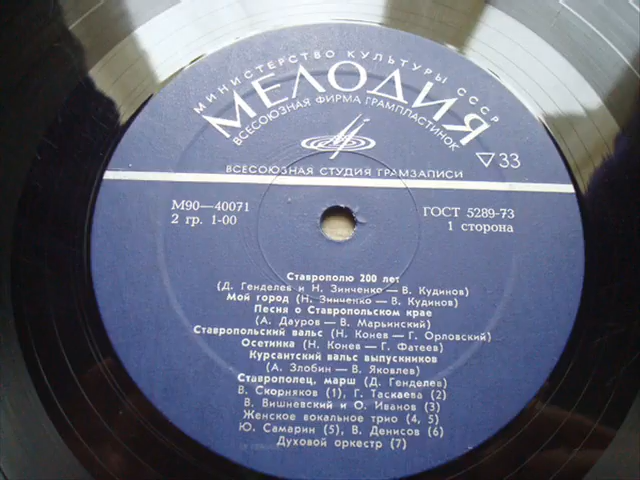 МИНИСТЕРСТВО КУЛЬТУРЫ СССР
МЕЛОДИЯ
ВСЕСОЮЗНАЯ ФИРМА ГРАМПЛАСТИНОК
▽33
ВСЕСОЮЗНАЯ СТУДИЯ ГРАМЗАПИСИ
М90—40071
2 гр. 1-00
ГОСТ 5289-73
1 сторона
Ставрополю 200 лет
(Д. Генделев и Н. Зинченко — В. Кудинов)
Мой город (Н. Зинченко — В. Кудинов)
Песня о Ставропольском крае
(А. Дауров — В. Марьинский)
Ставропольский вальс (Н. Конев — Г. Орловский)
Осетинка (Н. Конев — Г. Фатеев)
Курсантский вальс выпускников
(А. Злобин — В. Яковлев)
Ставрополец, марш (Д. Генделев)
В. Скорняков (1), Г. Таскаева (2)
В. Вишневский и О. Иванов (3)
Женское вокальное трио (4, 5)
Ю. Самарин (5), В. Денисов (6)
Духовой оркестр (7)